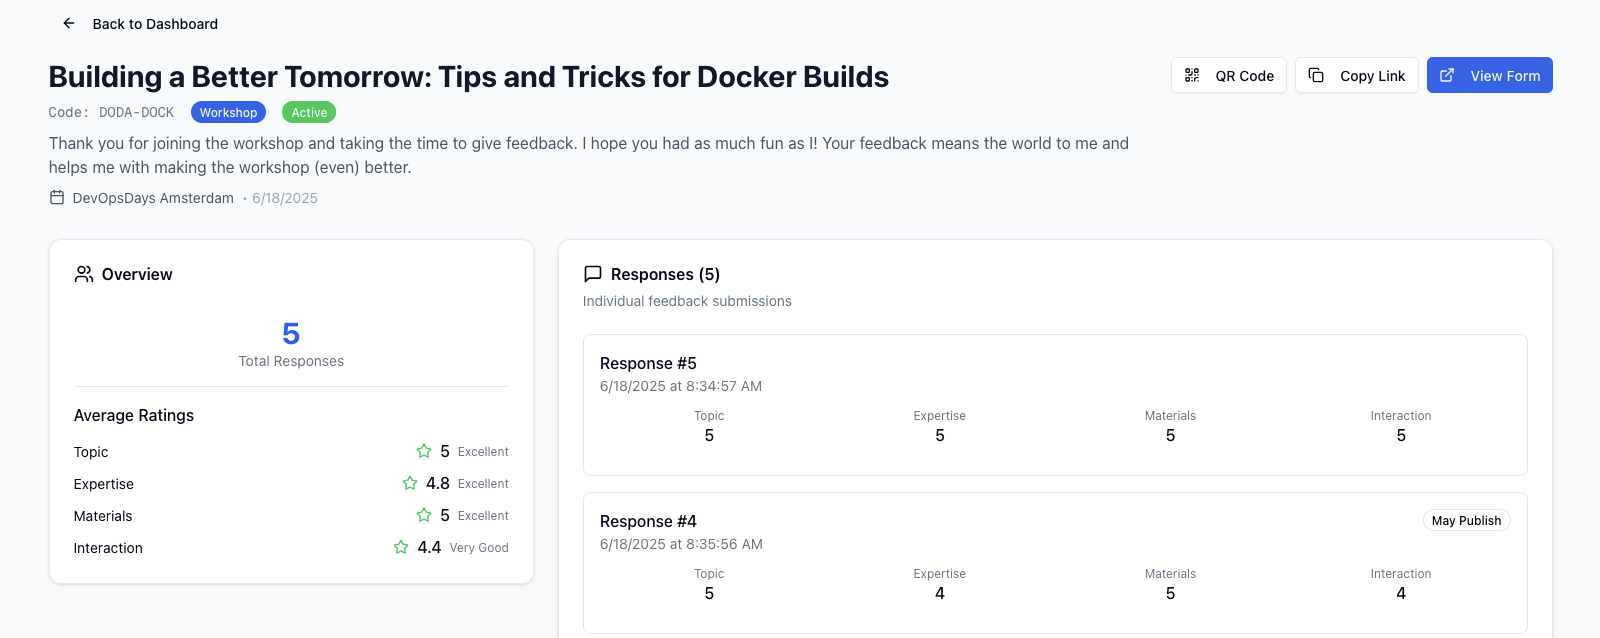 Back to Dashboard
Building a Better Tomorrow: Tips and Tricks for Docker Builds
QR Code
Copy Link
View Form
Code: DODA-DOCK Workshop Active
Thank you for joining the workshop and taking the time to give feedback. I hope you had as much fun as I! Your feedback means the world to me and
helps me with making the workshop (even) better.
DevOpsDays Amsterdam • 6/18/2025
Overview
5
Total Responses
Average Ratings
Topic 5 Excellent
Expertise 4.8 Excellent
Materials 5 Excellent
Interaction 4.4 Very Good
Responses (5)
Individual feedback submissions
Response #5
6/18/2025 at 8:34:57 AM
Topic Expertise Materials Interaction
5 5 5 5
Response #4 May Publish
6/18/2025 at 8:35:56 AM
Topic Expertise Materials Interaction
5 4 5 4